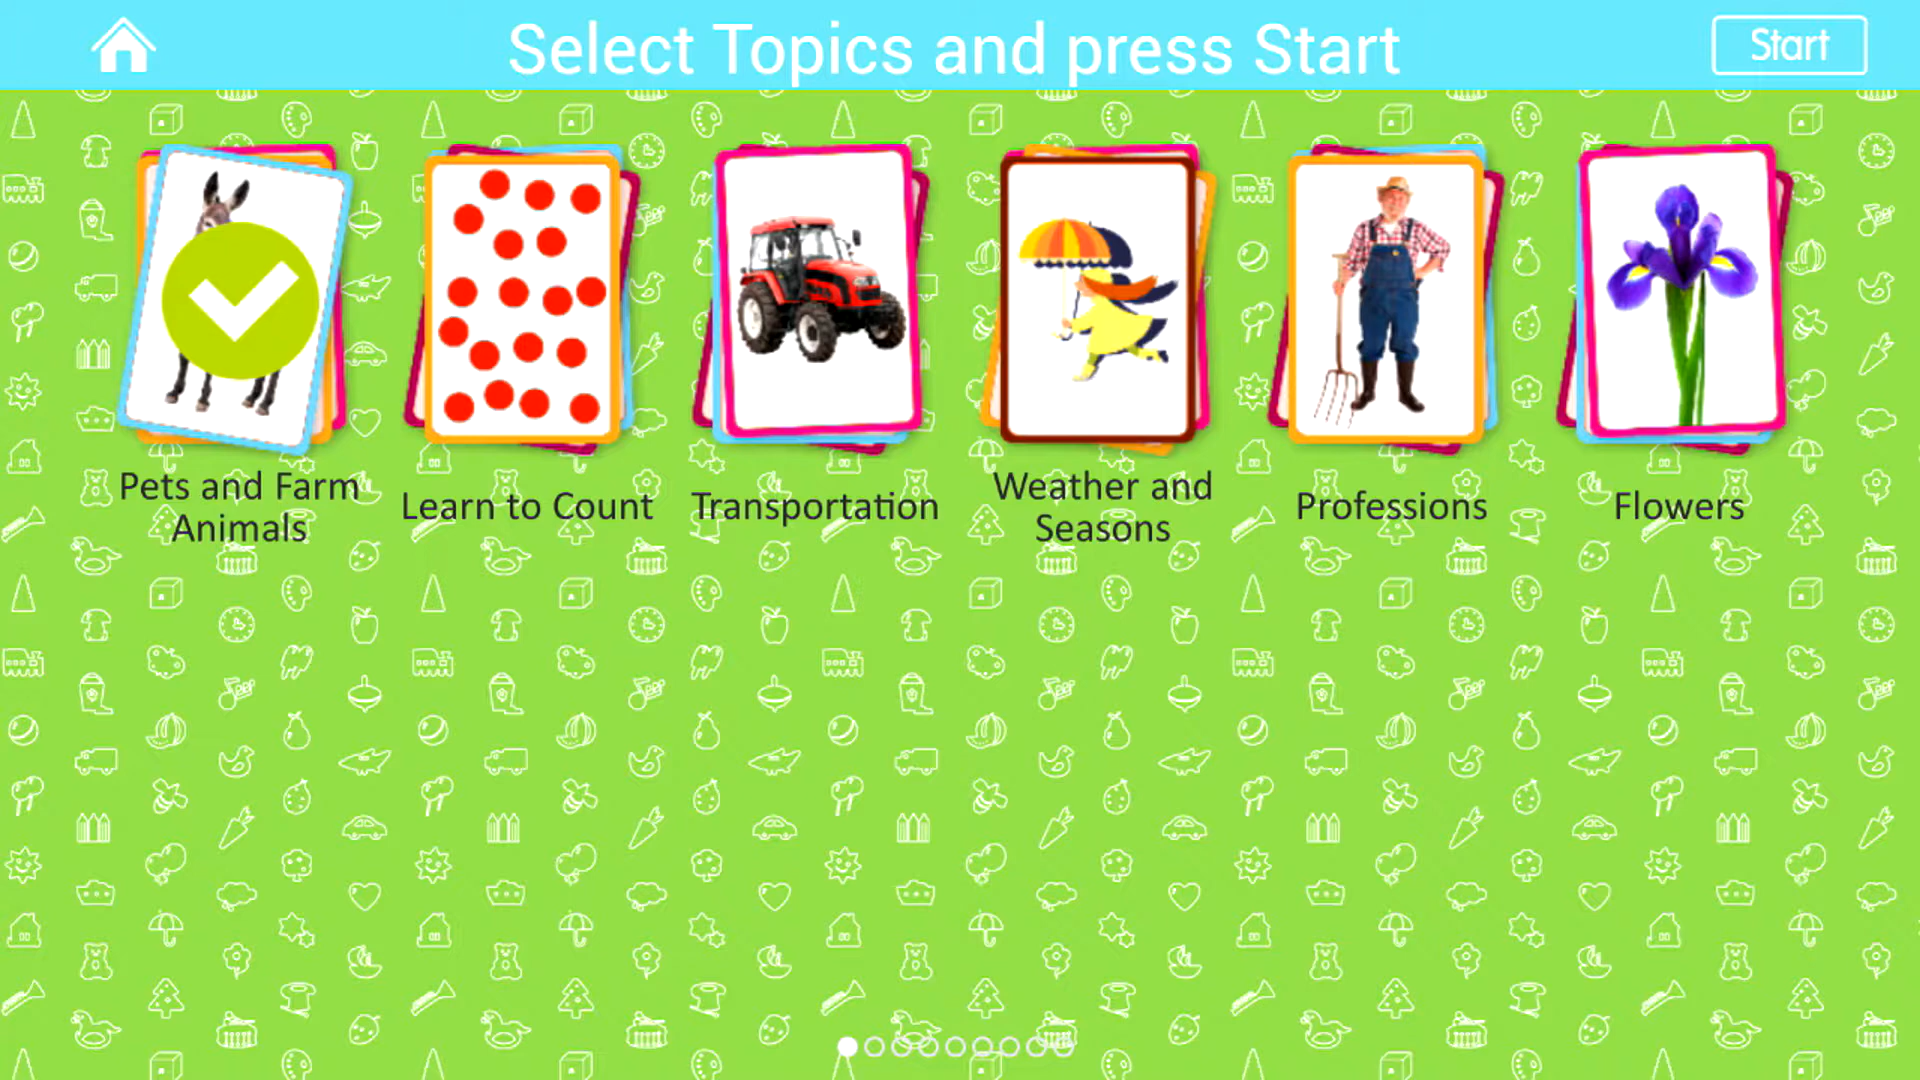 Select Topics and press Start
Start
Pets and Farm
Animals
Learn to Count
Transportation
Weather and
Seasons
Professions
Flowers